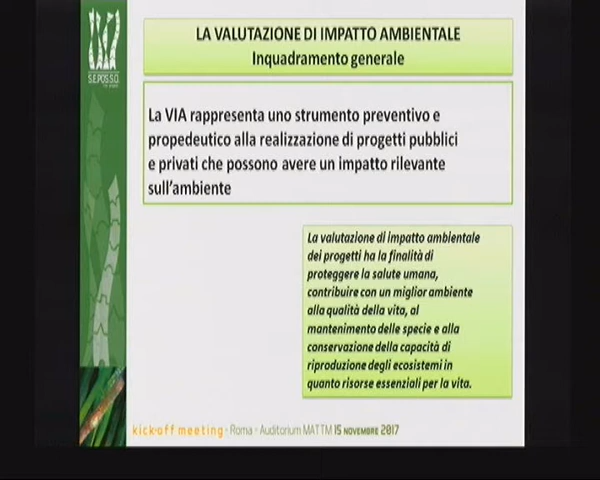 S.E.POS.S.O.
LA VALUTAZIONE DI IMPATTO AMBIENTALE
Inquadramento generale
La VIA rappresenta uno strumento preventivo e
propedeutico alla realizzazione di progetti pubblici
e privati che possono avere un impatto rilevante
sull'ambiente
La valutazione di impatto ambientale
dei progetti ha la finalità di
proteggere la salute umana,
contribuire con un miglior ambiente
alla qualità della vita, al
mantenimento delle specie e alla
conservazione della capacità di
riproduzione degli ecosistemi in
quanto risorse essenziali per la vita.
kick-off meeting - Roma - Auditorium MATTM 15 NOVEMBRE 2017